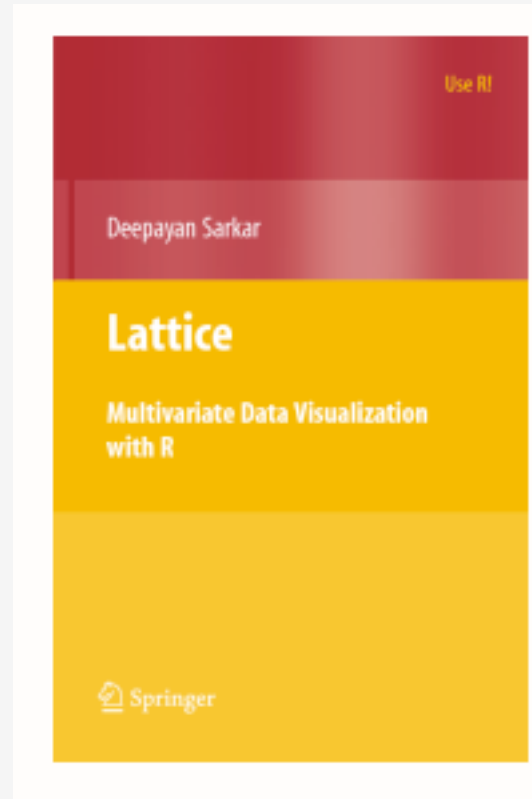 Use R!
Deepayan Sarkar
Lattice
Multivariate Data Visualization
with R
Springer